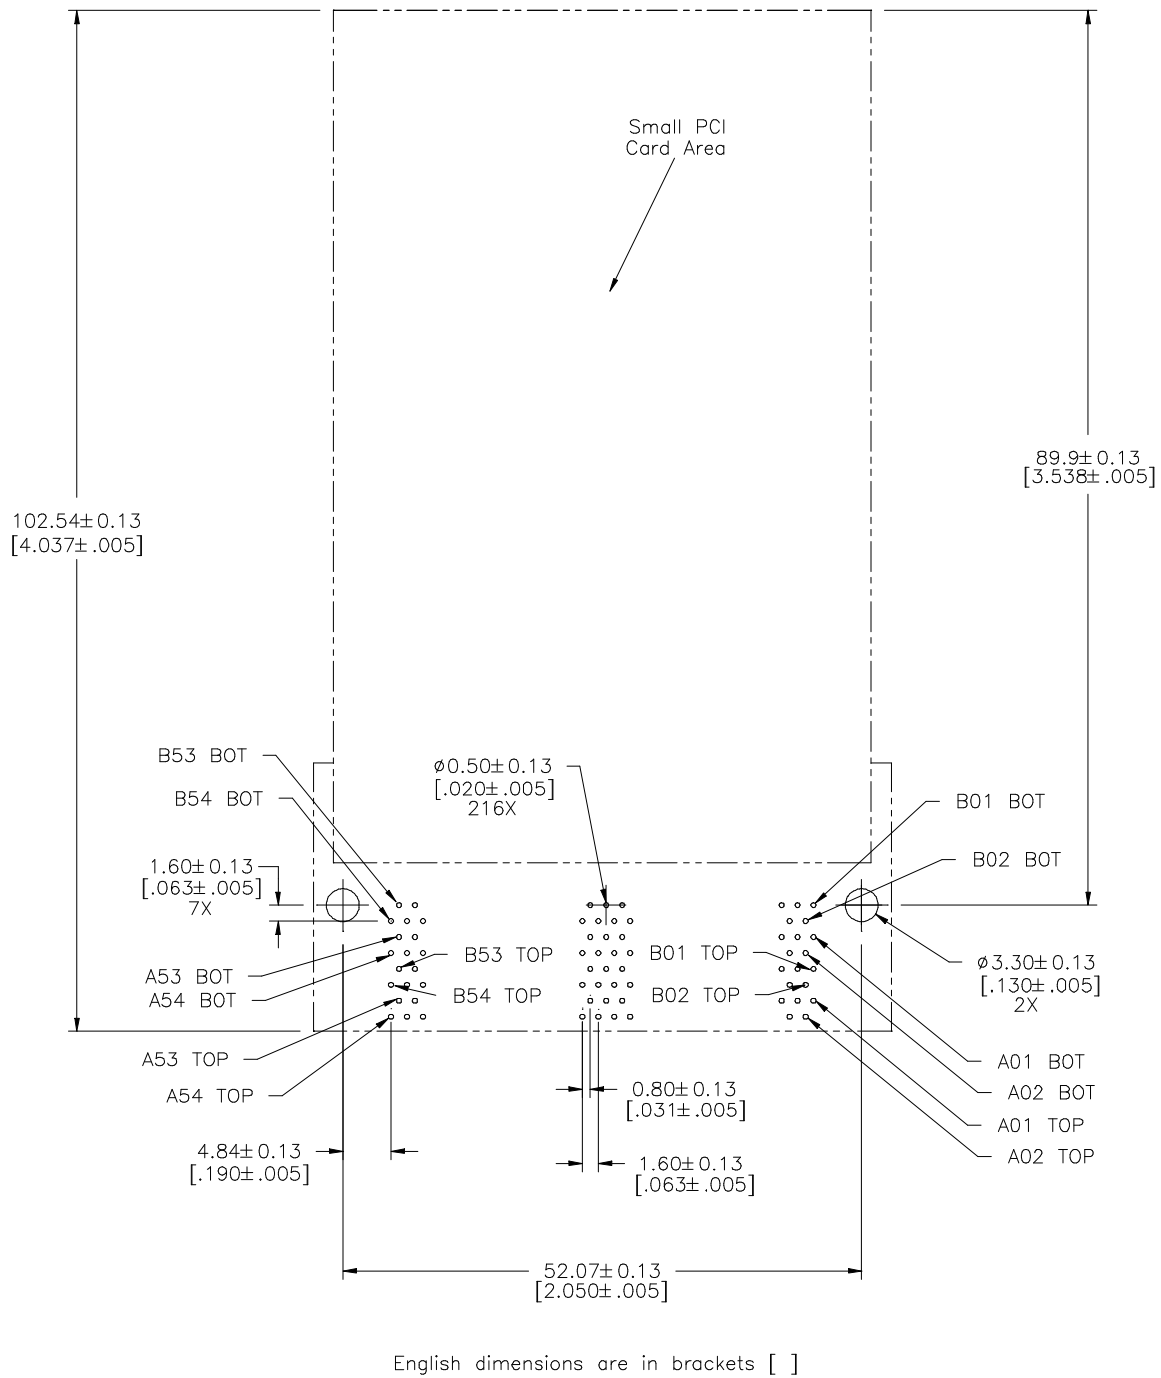 Small PCI
Card Area
89.9±0.13
[3.538±.005]
102.54±0.13
[4.037±.005]
B53 BOT
B54 BOT
ø0.50±0.13
[.020±.005]
216X
B01 BOT
B02 BOT
1.60±0.13
[.063±.005]
7X
A53 BOT
A54 BOT
B53 TOP
B54 TOP
B01 TOP
B02 TOP
ø3.30±0.13
[.130±.005]
2X
A53 TOP
A54 TOP
A01 BOT
A02 BOT
A01 TOP
A02 TOP
0.80±0.13
[.031±.005]
4.84±0.13
[.190±.005]
1.60±0.13
[.063±.005]
52.07±0.13
[2.050±.005]
English dimensions are in brackets [ ]